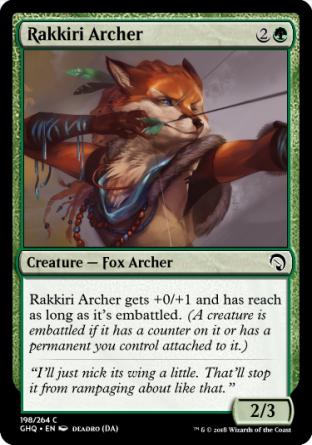 Rakkiri Archer 2
Creature — Fox Archer
Rakkiri Archer gets +0/+1 and has reach
as long as it's embattled. (A creature is
embattled if it has a counter on it or has a
permanent you control attached to it.)
“I'll just nick its wing a little. That'll stop
it from rampaging about like that.”
2/3
198/264 C
GHQ • EN DEADRO (DA)
™ & © 2018 Wizards of the Coast